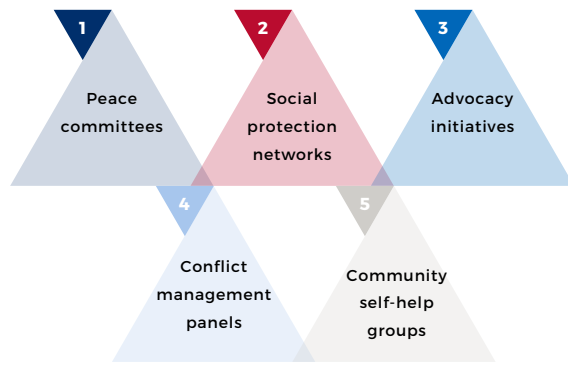 1
Peace
committees
2
Social
protection
networks
3
Advocacy
initiatives
4
Conflict
management
panels
5
Community
self-help
groups